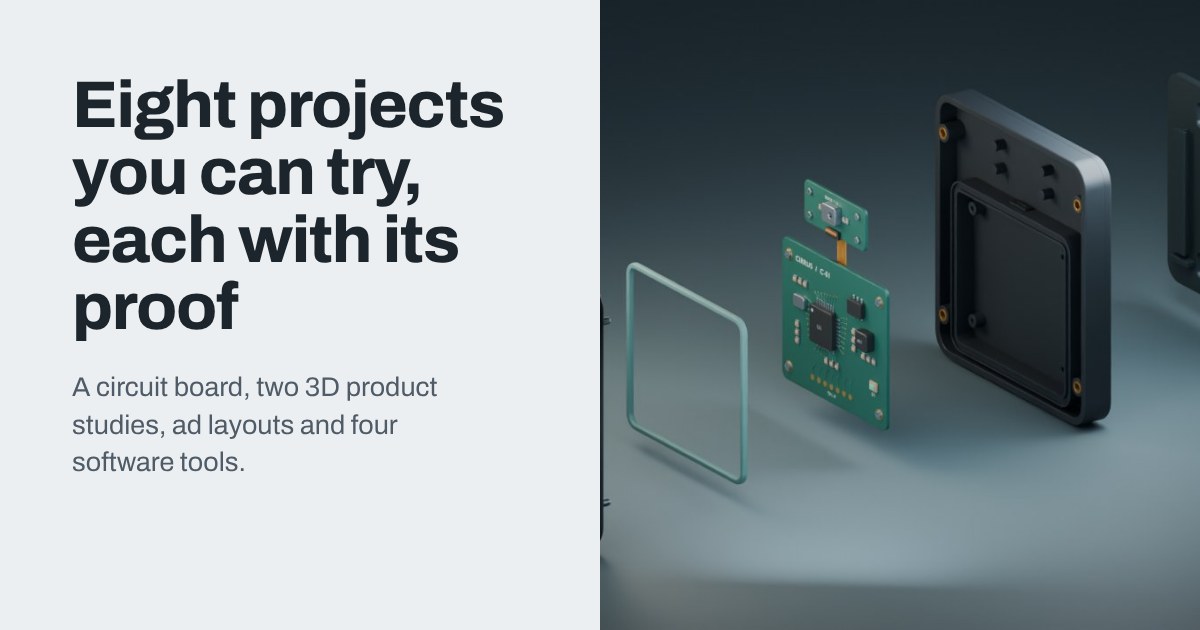 Eight projects
you can try,
each with its
proof
A circuit board, two 3D product
studies, ad layouts and four
software tools.